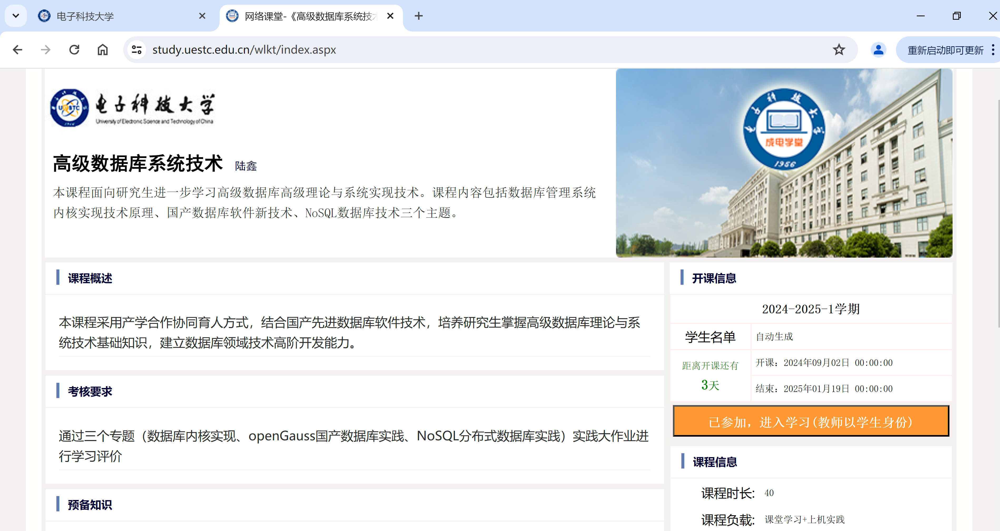 电子科技大学
网络课堂-《高级数据库系统技
study.uestc.edu.cn/wlkt/index.aspx
重新启动即可更新
UESTC
1956
电子科技大学
University of Electronic Science and Technology of China
电子科技大学
成电学堂
1956
高级数据库系统技术 陆鑫
本课程面向研究生进一步学习高级数据库高级理论与系统实现技术。课程内容包括数据库管理系统
内核实现技术原理、国产数据库软件新技术、NoSQL数据库技术三个主题。
课程概述
本课程采用产学合作协同育人方式，结合国产先进数据库软件技术，培养研究生掌握高级数据库理论与系
统技术基础知识，建立数据库领域技术高阶开发能力。
考核要求
通过三个专题（数据库内核实现、openGauss国产数据库实践、NoSQL分布式数据库实践）实践大作业进
行学习评价
预备知识
开课信息
2024-2025-1学期
学生名单 自动生成
距离开课还有
3天
开课：2024年09月02日 00:00:00
结束：2025年01月19日 00:00:00
已参加，进入学习(教师以学生身份)
课程信息
课程时长: 40
课程负载: 课堂学习+上机实践